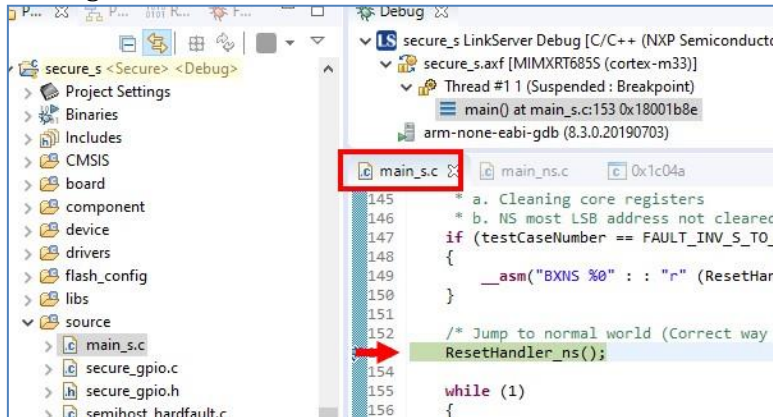 P...
P...
R...
F...
secure_s <Secure> <Debug>
Project Settings
Binaries
Includes
CMSIS
board
component
device
drivers
flash_config
libs
source
main_s.c
secure_gpio.c
secure_gpio.h
semihost_hardfault.c
Debug
secure_s LinkServer Debug [C/C++ (NXP Semiconducto
secure_s.axf [MIMXRT685S (cortex-m33)]
Thread #1 1 (Suspended : Breakpoint)
main() at main_s.c:153 0x18001b8e
arm-none-eabi-gdb (8.3.0.20190703)
main_s.c
main_ns.c
0x1c04a
145 * a. Cleaning core registers
146 * b. NS most LSB address not cleared
147 if (testCaseNumber == FAULT_INV_S_TO_
148 {
149 __asm("BXNS %0" : : "r" (ResetHan
150 }
151
152 /* Jump to normal world (Correct way
ResetHandler_ns();
154
155 while (1)
156 {